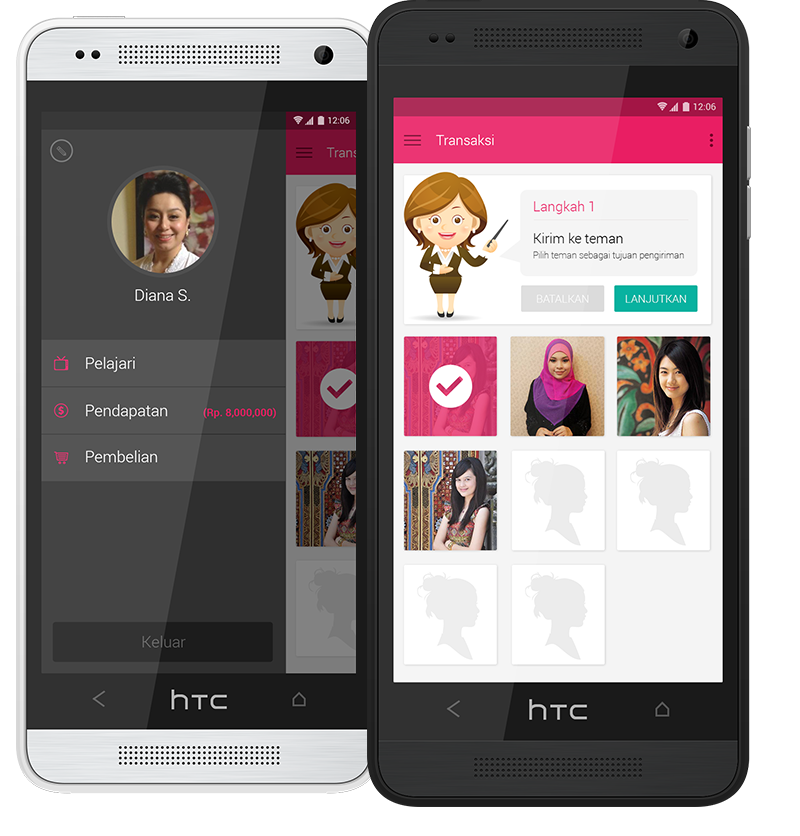 12:06
Trans
Diana S.
Pelajari
Pendapatan (Rp. 8,000,000)
Pembelian
Keluar
hTC
12:06
Transaksi
Langkah 1
Kirim ke teman
Pilih teman sebagai tujuan pengiriman
BATALKAN LANJUTKAN
hTC